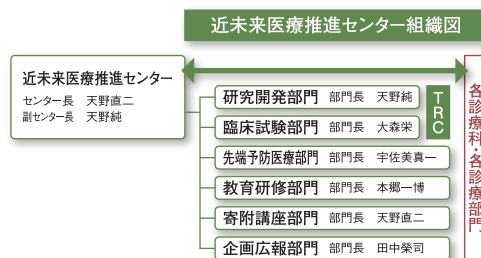 近未来医療推進センター組織図
近未来医療推進センター
センター長 天野直二
副センター長 天野純
研究開発部門 部門長 天野純
臨床試験部門 部門長 大森栄
TRC
先端予防医療部門 部門長 宇佐美真一
教育研修部門 部門長 本郷一博
寄附講座部門 部門長 天野直二
企画広報部門 部門長 田中榮司
各診療科・各診療部門